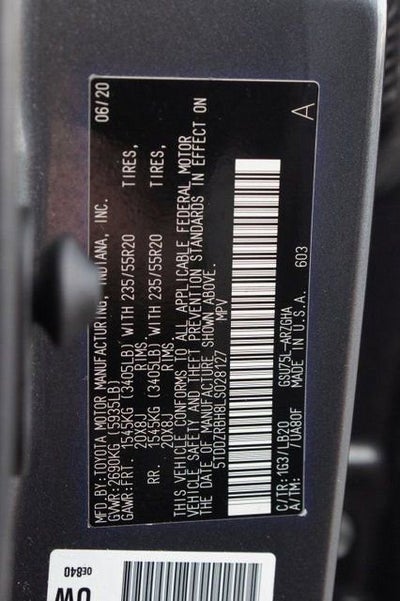 MFD.BY:TOYOTA MOTOR MANUFACTURING, INDIANA, INC. 06/20
GVWR:2690KG (5935LB)
GAWR:FRT. 1545KG (3405LB) WITH 235/55R20 TIRES,
20X8J RIMS
RR. 1545KG (3405LB) WITH 235/55R20 TIRES,
20X8J RIMS
THIS VEHICLE CONFORMS TO ALL APPLICABLE FEDERAL MOTOR
VEHICLE SAFETY AND THEFT PREVENTION STANDARDS IN EFFECT ON
THE DATE OF MANUFACTURE SHOWN ABOVE.
5TDDZRBH8LS028127 MPV
C/TR:1G3/LB20 GSU75L-ARZGHA
A/TM: /UA80F MADE IN U.S.A. 603 A
0W
0E840